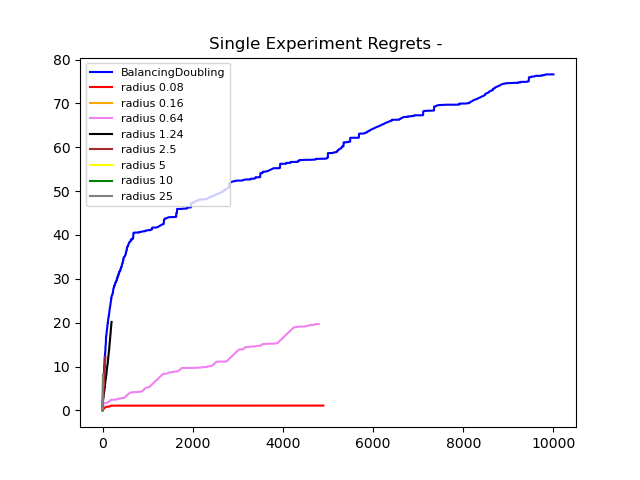 Single Experiment Regrets -
80
70
60
50
40
30
20
10
0
BalancingDoubling
radius 0.08
radius 0.16
radius 0.64
radius 1.24
radius 2.5
radius 5
radius 10
radius 25
0
2000
4000
6000
8000
10000